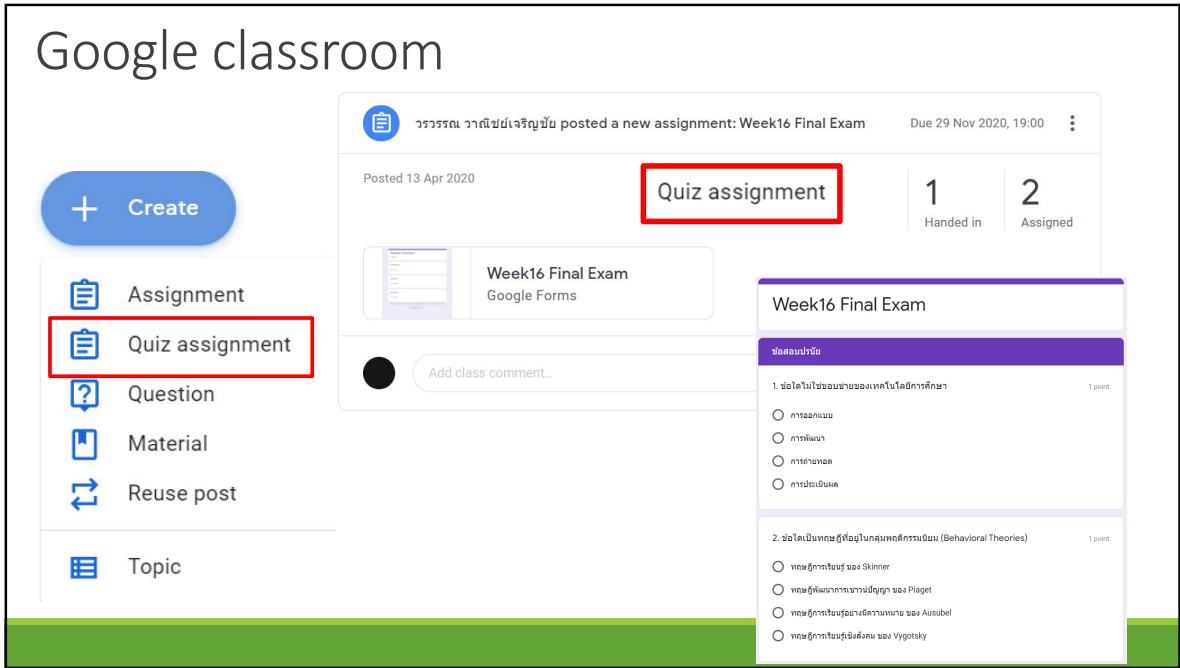 Google classroom
Create
Assignment
Quiz assignment
Question
Material
Reuse post
Topic
วรวรรณ วาณิชย์เจริญชัย posted a new assignment: Week16 Final Exam
Due 29 Nov 2020, 19:00
Posted 13 Apr 2020
Quiz assignment
1
Handed in
2
Assigned
Week16 Final Exam
Google Forms
Add class comment...
Week16 Final Exam
ข้อสอบปรนัย
1. ข้อใดไม่ใช่ขอบข่ายของเทคโนโลยีการศึกษา
1 point
การออกแบบ
การพัฒนา
การถ่ายทอด
การประเมินผล
2. ข้อใดเป็นทฤษฎีที่อยู่ในกลุ่มพฤติกรรมนิยม (Behavioral Theories)
1 point
ทฤษฎีการเรียนรู้ ของ Skinner
ทฤษฎีพัฒนาการเชาวน์ปัญญา ของ Piaget
ทฤษฎีการเรียนรู้อย่างมีความหมาย ของ Ausubel
ทฤษฎีการเรียนรู้เชิงสังคม ของ Vygotsky